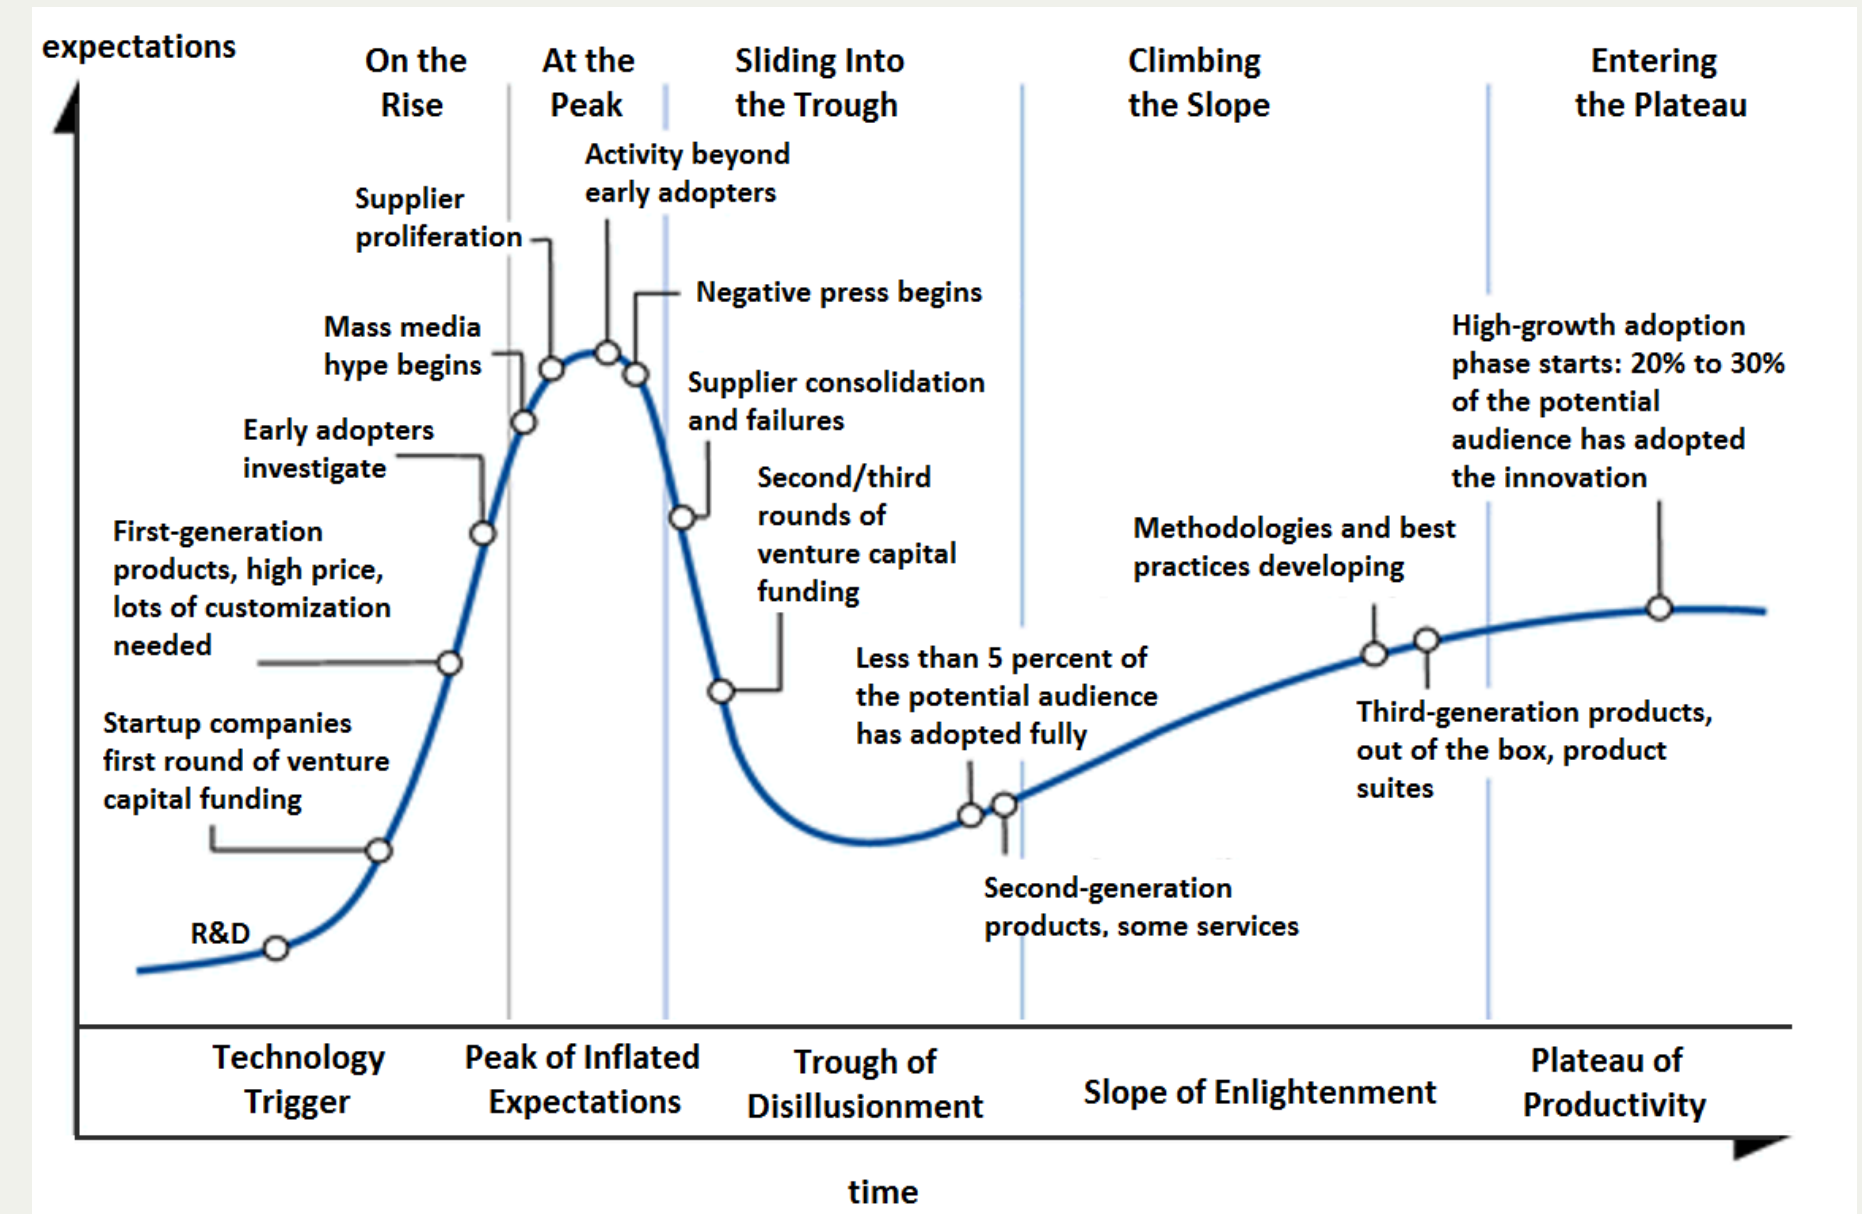 expectations
On the
Rise
At the
Peak
Sliding Into
the Trough
Climbing
the Slope
Entering
the Plateau
Activity beyond
early adopters
Supplier
proliferation
Negative press begins
Mass media
hype begins
Supplier consolidation
and failures
High-growth adoption
phase starts: 20% to 30%
of the potential
audience has adopted
the innovation
Early adopters
investigate
Second/third
rounds of
venture capital
funding
First-generation
products, high price,
lots of customization
needed
Methodologies and best
practices developing
Less than 5 percent of
the potential audience
has adopted fully
Startup companies
first round of venture
capital funding
Third-generation products,
out of the box, product
suites
Second-generation
products, some services
R&D
Technology
Trigger
Peak of Inflated
Expectations
Trough of
Disillusionment
Slope of Enlightenment
Plateau of
Productivity
time